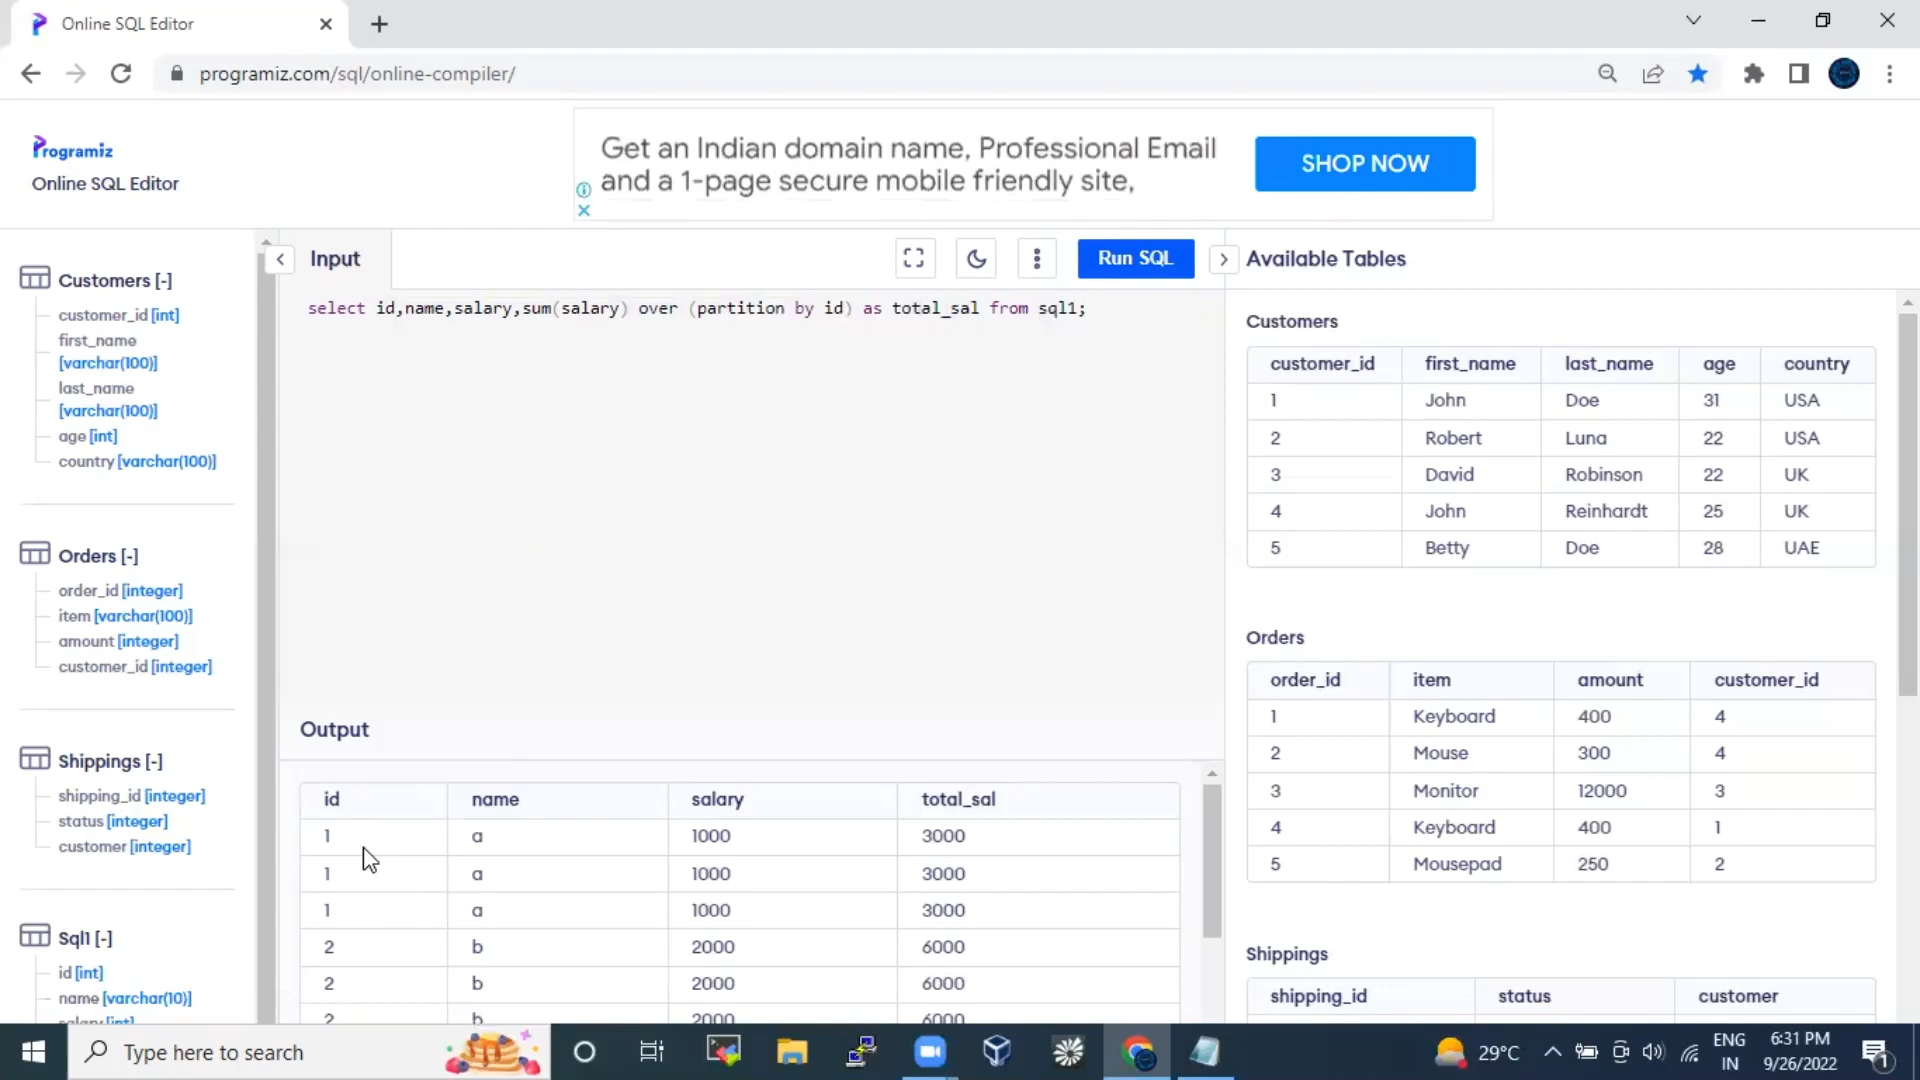 Online SQL Editor
programiz.com/sql/online-compiler/
Programiz
Online SQL Editor
Get an Indian domain name, Professional Email
and a 1-page secure mobile friendly site,
SHOP NOW
Customers [-]
customer_id [int]
first_name
[varchar(100)]
last_name
[varchar(100)]
age [int]
country [varchar(100)]
Orders [-]
order_id [integer]
item [varchar(100)]
amount [integer]
customer_id [integer]
Shippings [-]
shipping_id [integer]
status [integer]
customer [integer]
Sql1 [-]
id [int]
name [varchar(10)]
salary [int]
Input
Run SQL
select id,name,salary,sum(salary) over (partition by id) as total_sal from sql1;
Output
id name salary total_sal
1 a 1000 3000
1 a 1000 3000
1 a 1000 3000
2 b 2000 6000
2 b 2000 6000
2 b 2000 6000
Available Tables
Customers
customer_id first_name last_name age country
1 John Doe 31 USA
2 Robert Luna 22 USA
3 David Robinson 22 UK
4 John Reinhardt 25 UK
5 Betty Doe 28 UAE
Orders
order_id item amount customer_id
1 Keyboard 400 4
2 Mouse 300 4
3 Monitor 12000 3
4 Keyboard 400 1
5 Mousepad 250 2
Shippings
shipping_id status customer
Type here to search
29°C
ENG
IN
6:31 PM
9/26/2022
1